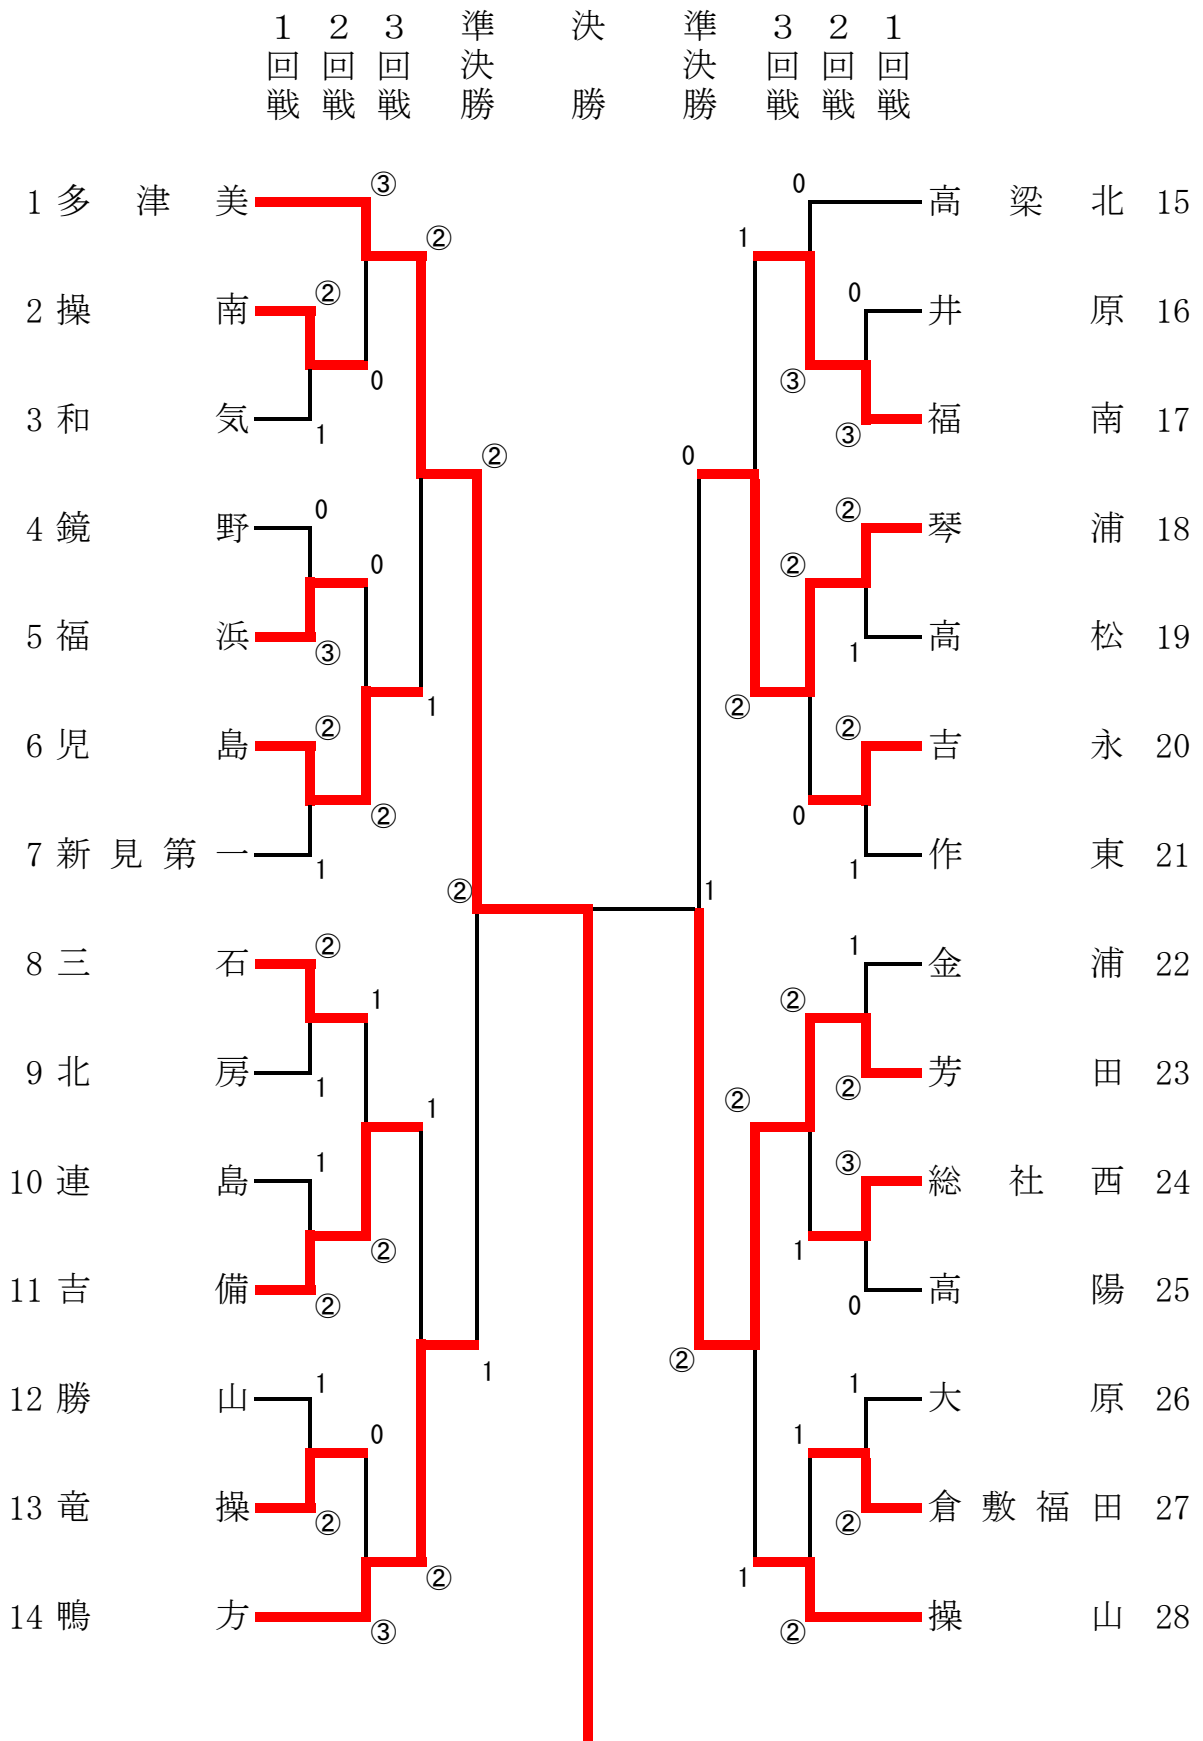 1回戦 2回戦 3回戦 準決勝 決勝 準決勝 3回戦 2回戦 1回戦
③ 0
1 多津美 高梁北 15
② 1
② 0
2 操南 井原 16
0 ③
3 和気 福南 17
1 ③
② 0
0 ②
4 鏡野 琴浦 18
0 ②
5 福浜 高松 19
③ 1
1 ②
② ②
6 児島 吉永 20
② 0
7 新見第一 作東 21
1 1
② 1
② 1
8 三石 金浦 22
1 ②
9 北房 芳田 23
1 ②
1 ②
1 ③
10 連島 総社西 24
② 1
11 吉備 高陽 25
② 0
1 ②
1 1
12 勝山 大原 26
0 1
13 竜操 倉敷福田 27
② ②
② 1
14 鴨方 操山 28
③ ②